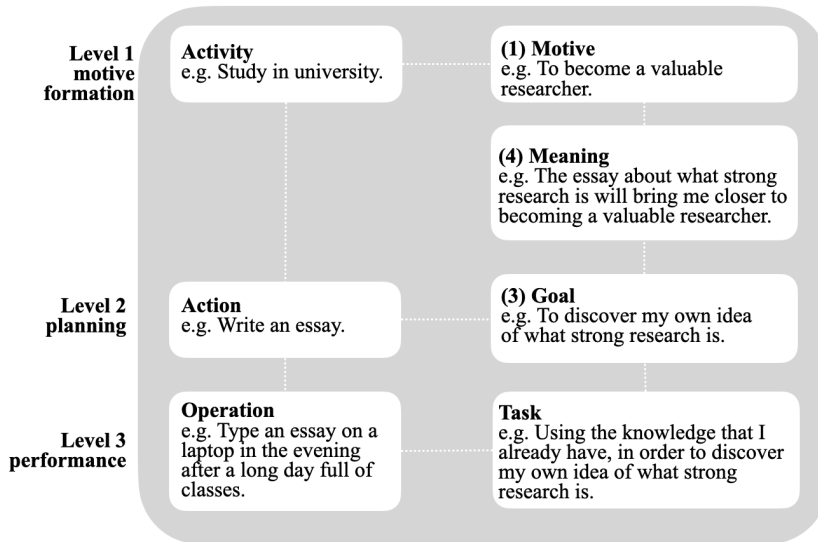 Level 1
motive
formation
Activity
e.g. Study in university.
(1) Motive
e.g. To become a valuable
researcher.
(4) Meaning
e.g. The essay about what strong
research is will bring me closer to
becoming a valuable researcher.
Level 2
planning
Action
e.g. Write an essay.
(3) Goal
e.g. To discover my own idea
of what strong research is.
Level 3
performance
Operation
e.g. Type an essay on a
laptop in the evening
after a long day full of
classes.
Task
e.g. Using the knowledge that I
already have, in order to discover
my own idea of what strong
research is.